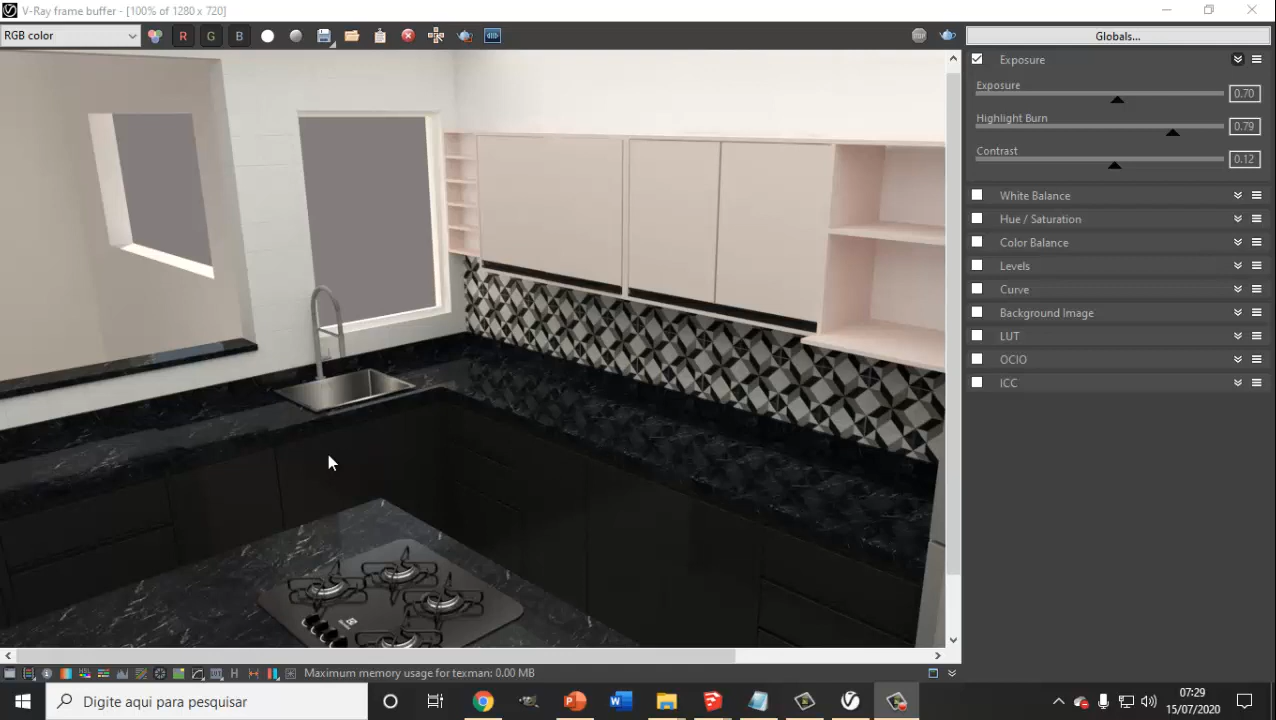 V-Ray frame buffer - [100% of 1280 x 720]
RGB color
R G B
Globals...
Exposure
Exposure
0.70
Highlight Burn
0.79
Contrast
0.12
White Balance
Hue / Saturation
Color Balance
Levels
Curve
Background Image
LUT
OCIO
ICC
H
Maximum memory usage for texman: 0.00 MB
Digite aqui para pesquisar
07:29
15/07/2020